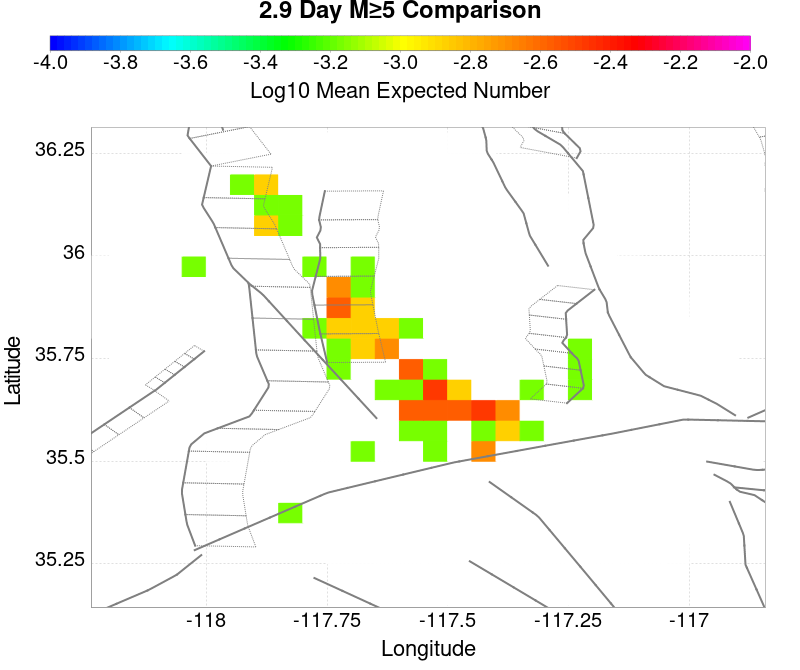 2.9 Day M≥5 Comparison
-4.0 -3.8 -3.6 -3.4 -3.2 -3.0 -2.8 -2.6 -2.4 -2.2 -2.0
Log10 Mean Expected Number
36.25
36
35.75
35.5
35.25
Latitude
-118 -117.75 -117.5 -117.25 -117
Longitude